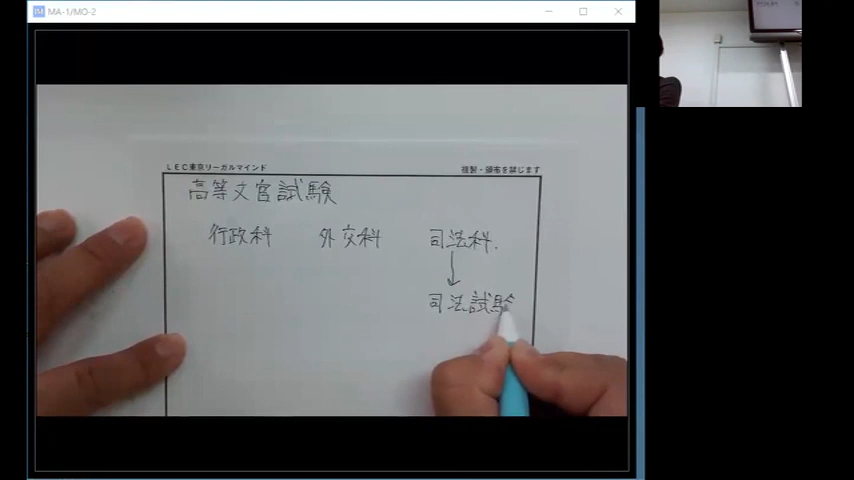 MA-1/MO-2
LEC東京リーガルマインド 複製・頒布を禁じます
高等文官試験
行政科 外交科 司法科.
司法試験